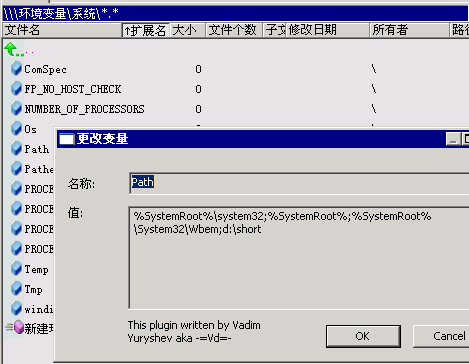 \\\环境变量\系统\*.*
文件名 ↑扩展名 大小 文件个数 子文 修改日期 所有者 路径
..
ComSpec 0 \
FP_NO_HOST_CHECK 0 \
NUMBER_OF_PROCESSORS 0 \
Os
Path
Pathe
PROCE
PROCE
PROCE
PROCE
Temp
Tmp
windi
新建环
更改变量
名称:
Path
值:
%SystemRoot%\system32;%SystemRoot%;%SystemRoot%
\System32\Wbem;d:\short
This plugin written by Vadim
Yuryshev aka -=Vd=-
OK
Cancel